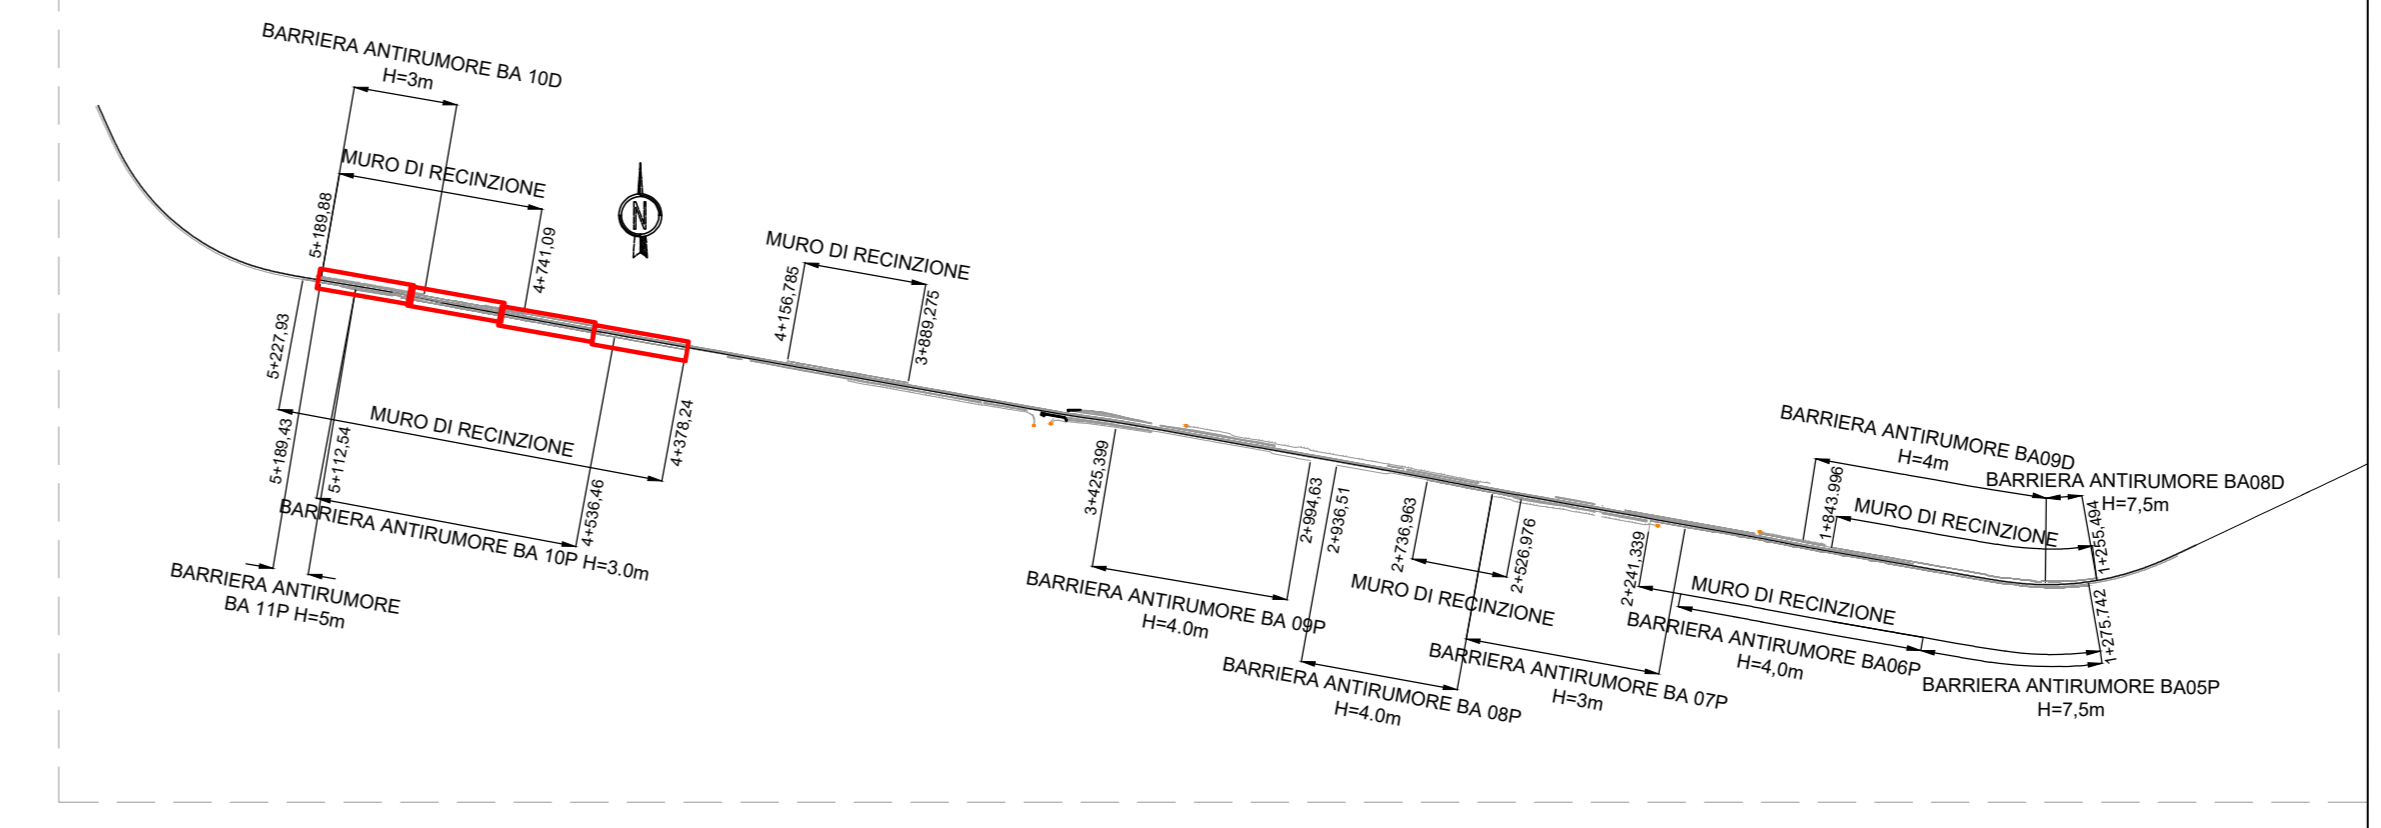 BARRIERA ANTIRUMORE BA 10D
H=3m
MURO DI RECINZIONE
5+189,88
4+741,09
N
MURO DI RECINZIONE
4+156,785
3+889,275
5+227,93
MURO DI RECINZIONE
4+378,24
5+189,43
5+112,54
4+536,46
BARRIERA ANTIRUMORE BA 10P H=3.0m
BARRIERA ANTIRUMORE
BA 11P H=5m
3+425,399
2+994,63
BARRIERA ANTIRUMORE BA 09P
H=4.0m
2+936,51
BARRIERA ANTIRUMORE BA 08P
H=4.0m
2+736,963
2+526,976
MURO DI RECINZIONE
BARRIERA ANTIRUMORE BA 07P
H=3m
2+241,339
MURO DI RECINZIONE
BARRIERA ANTIRUMORE BA06P
H=4,0m
BARRIERA ANTIRUMORE BA09D
H=4m
BARRIERA ANTIRUMORE BA08D
H=7,5m
1+843.996
MURO DI RECINZIONE
1+255,494
1+275.742
BARRIERA ANTIRUMORE BA05P
H=7,5m